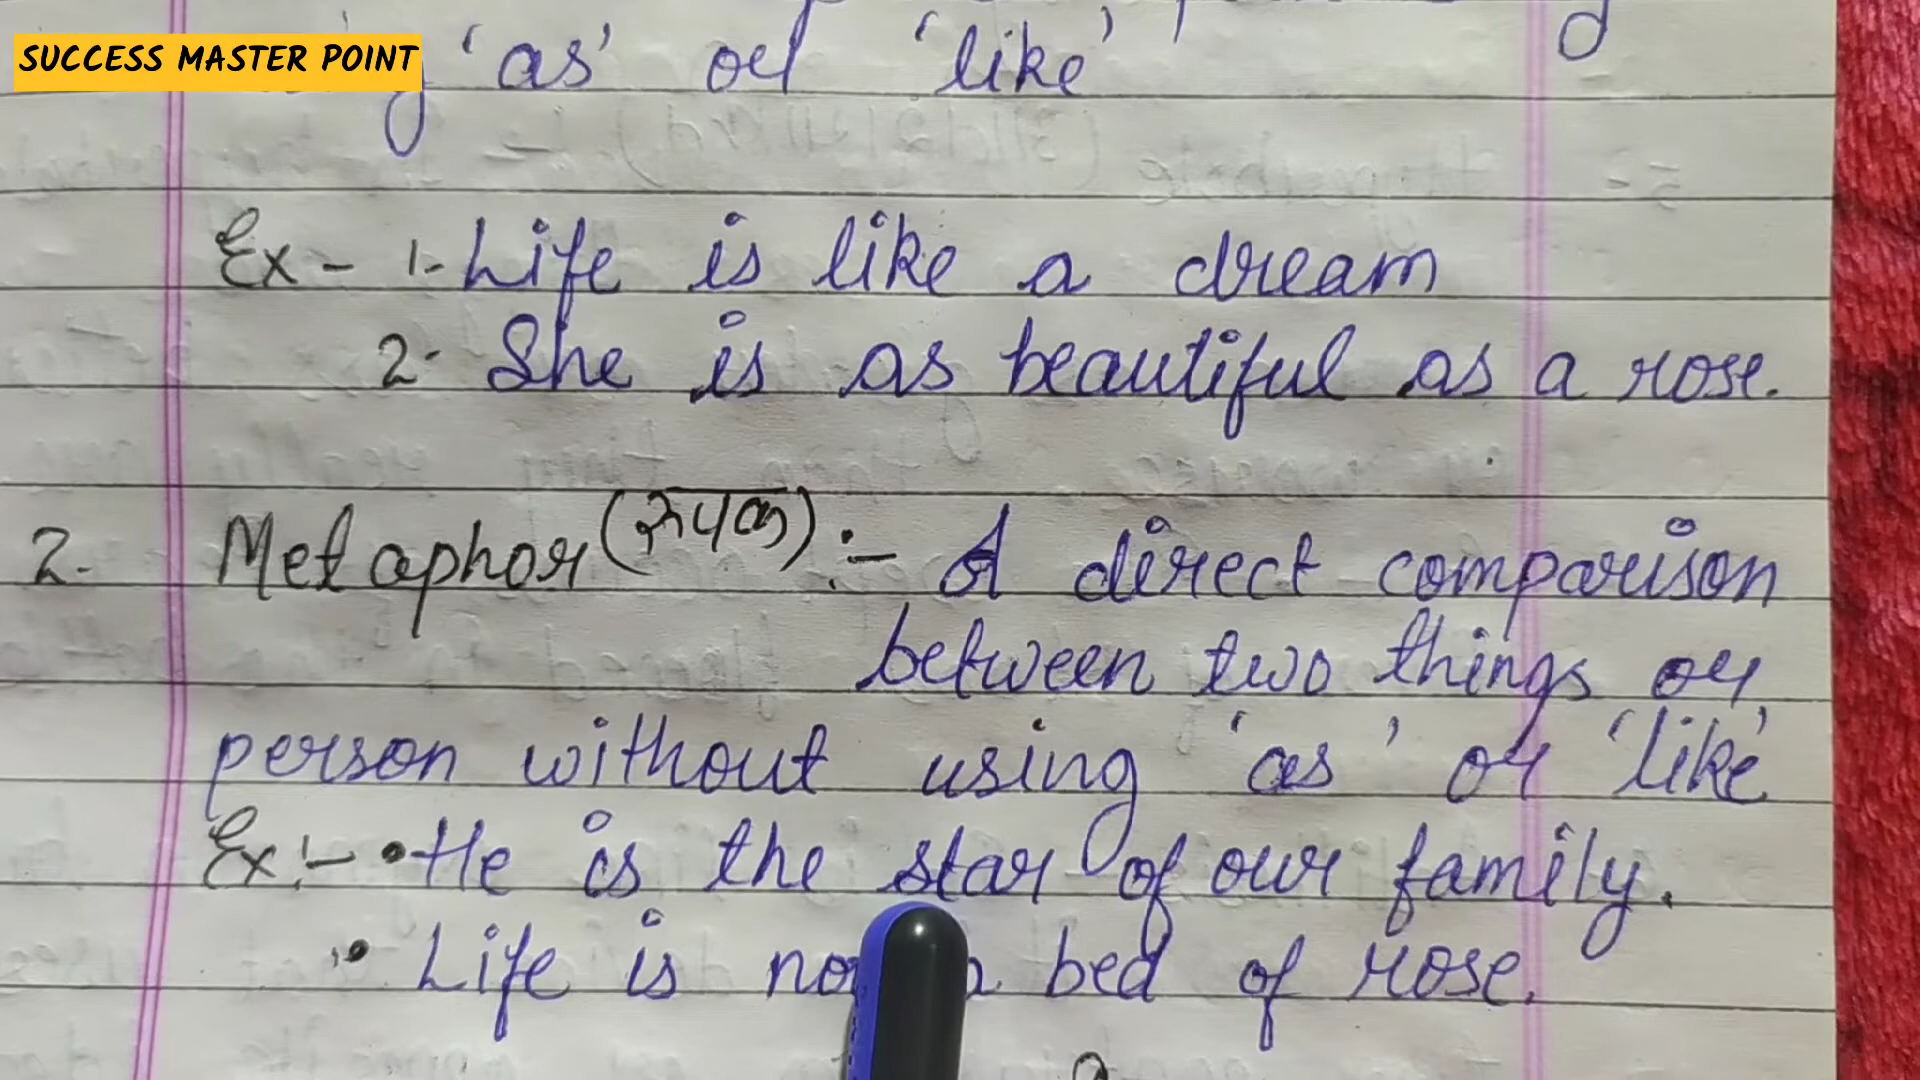 SUCCESS MASTER POINT
'as' or 'like'
Ex - 1- Life is like a dream
2- She is as beautiful as a rose.
2- Metaphor (रूपक) :- A direct comparison
between two things or
person without using 'as' or 'like'
Ex :- • He is the star of our family.
• Life is not a bed of rose.